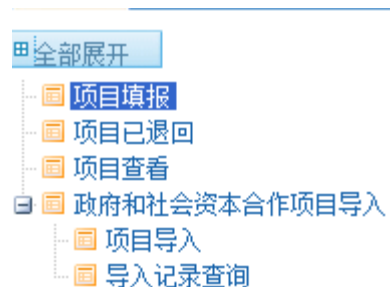 全部展开
项目填报
项目已退回
项目查看
政府和社会资本合作项目导入
项目导入
导入记录查询